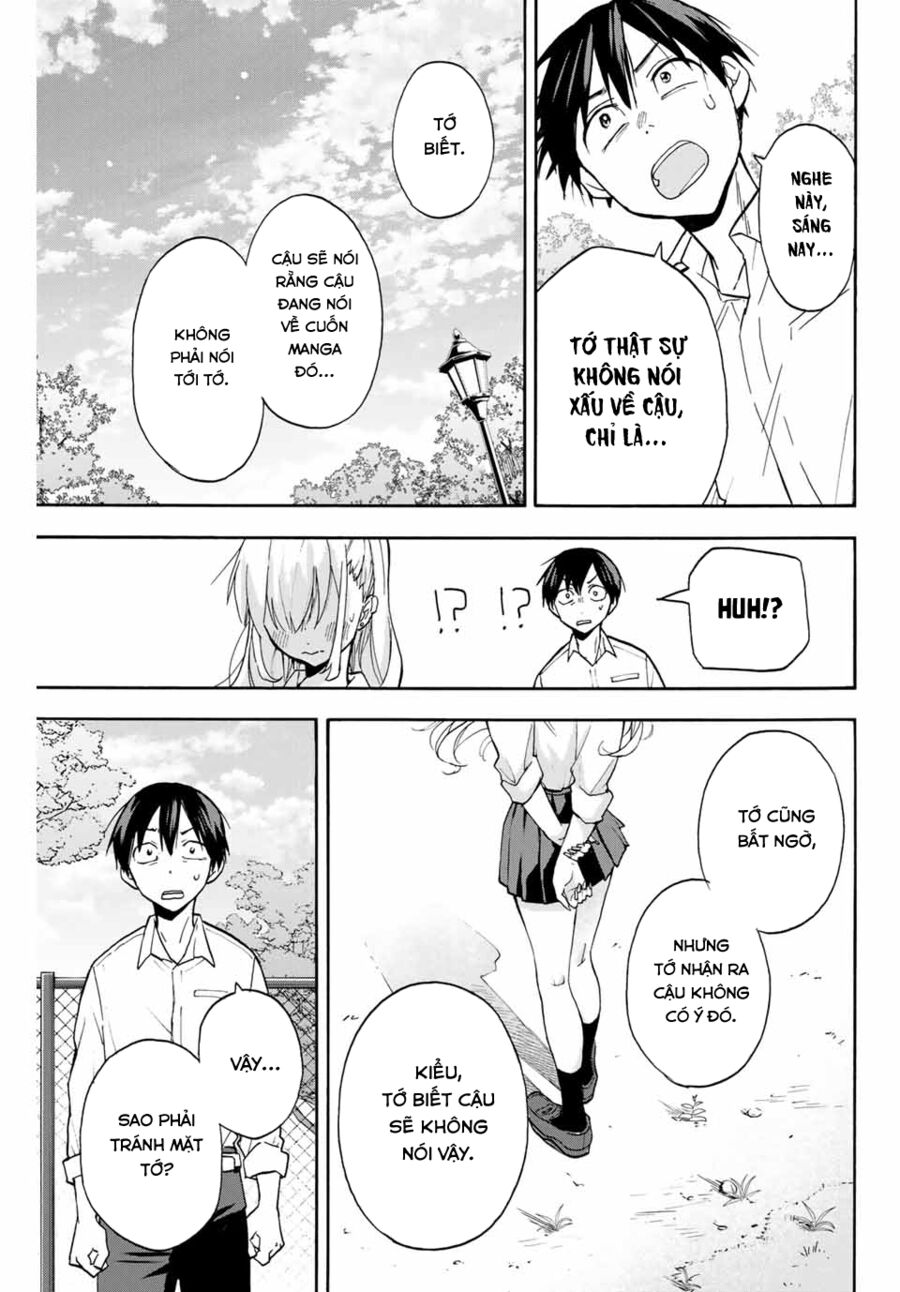 NGHE
NÀY,
SÁNG
NAY...
TỚ THẬT SỰ
KHÔNG NÓI
XẤU VỀ CẬU,
CHỈ LÀ...
TỚ
BIẾT.
CẬU SẼ NÓI
RẰNG CẬU
ĐANG NÓI
VỀ CUỐN
MANGA
ĐÓ...
KHÔNG
PHẢI NÓI
TỚI TỚ.
HUH!?
!?
!?
TỚ CŨNG
BẤT NGỜ,
NHƯNG
TỚ NHẬN RA
CẬU KHÔNG
CÓ Ý ĐÓ.
KIỂU,
TỚ BIẾT CẬU
SẼ KHÔNG
NÓI VẬY.
VẬY...
SAO PHẢI
TRÁNH MẶT
TỚ?